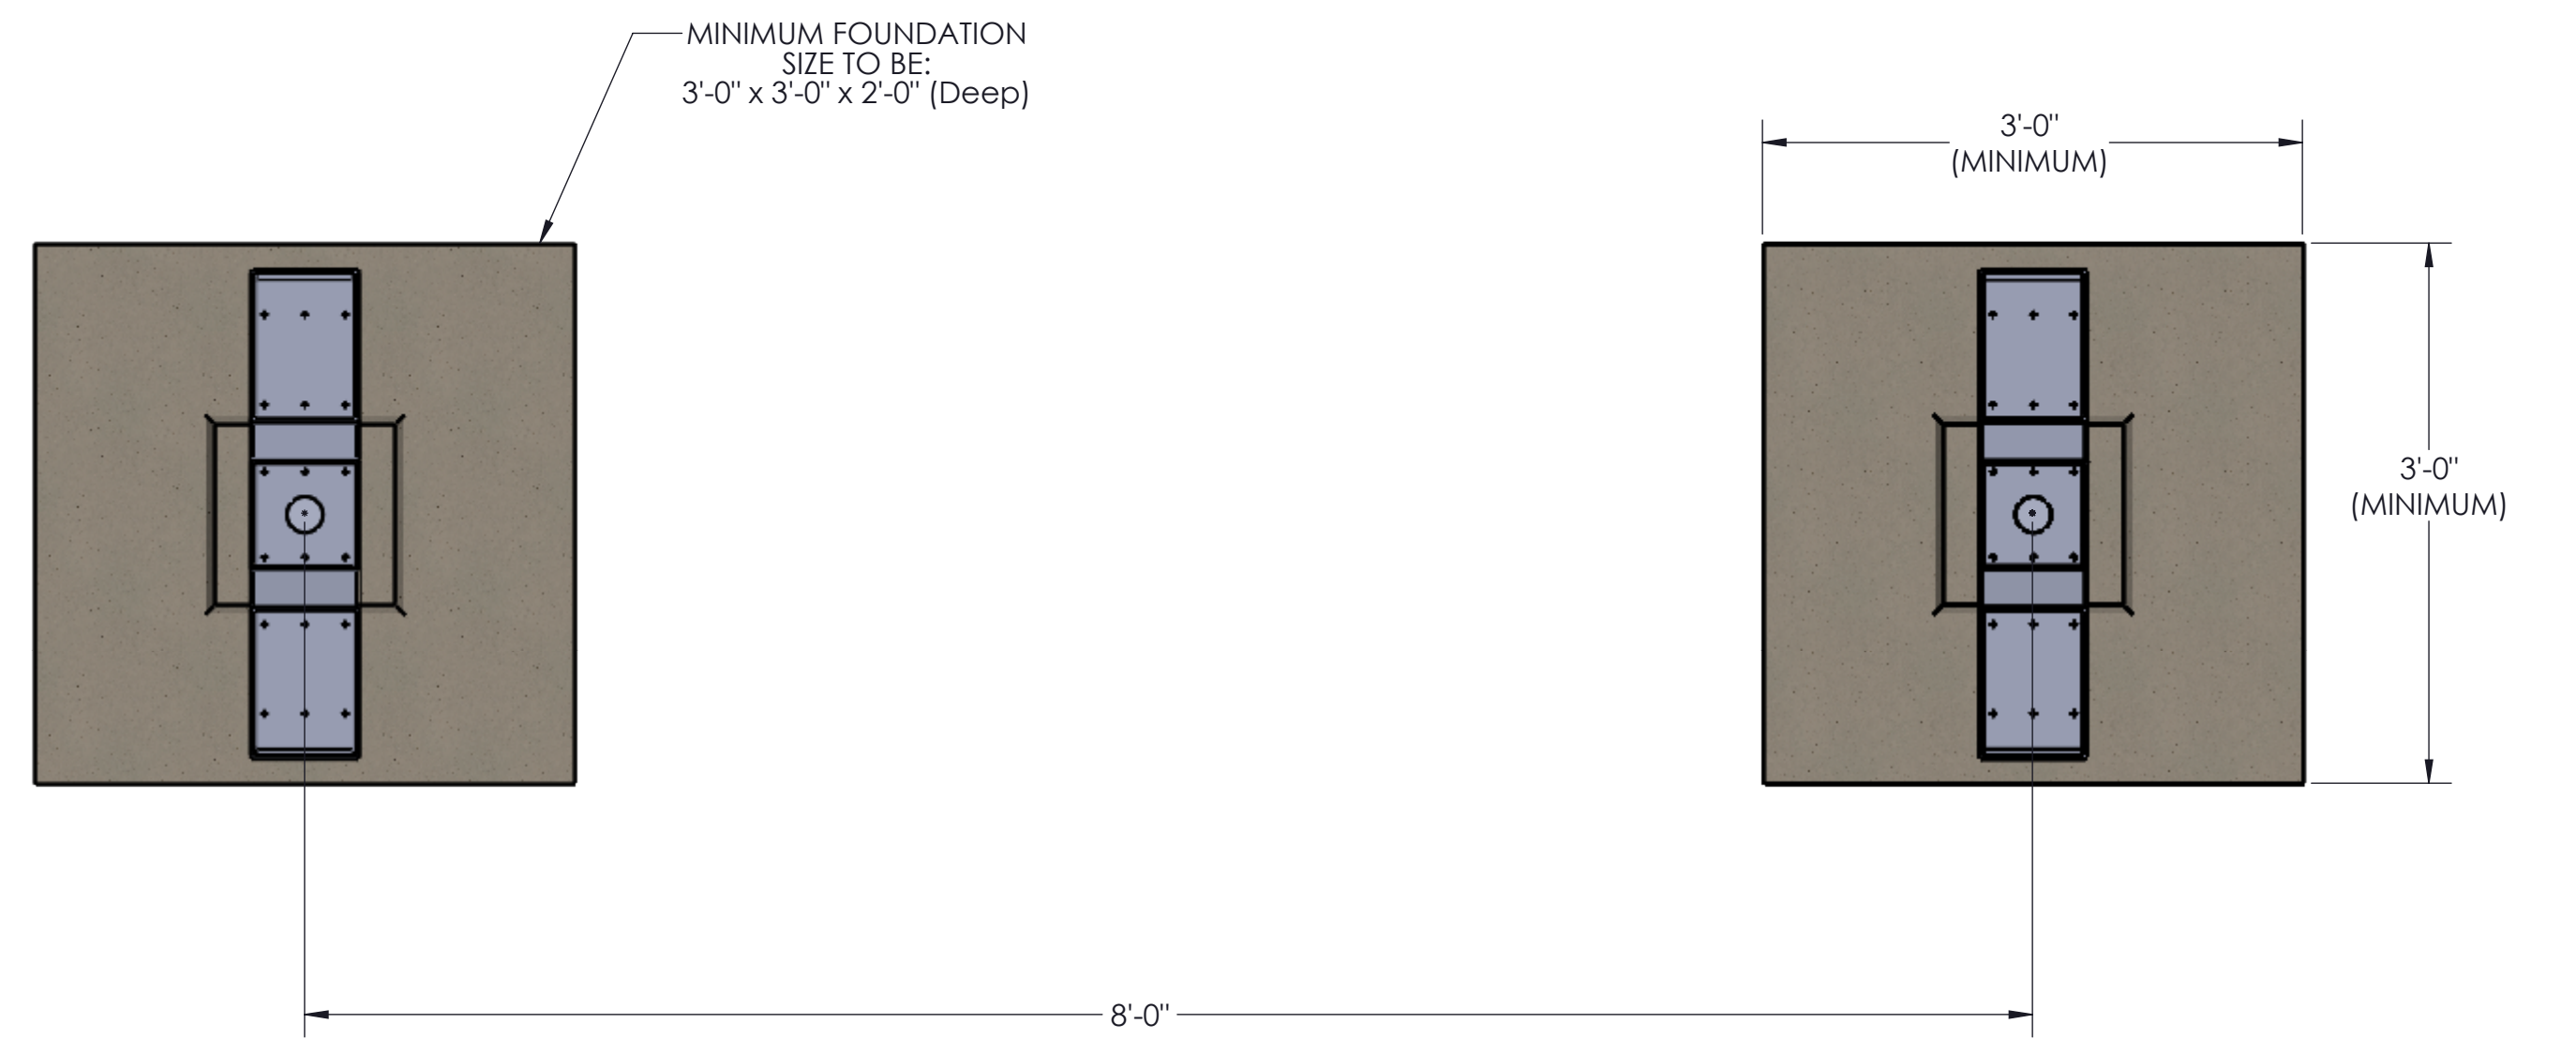 MINIMUM FOUNDATION
SIZE TO BE:
3'-0" x 3'-0" x 2'-0" (Deep)
3'-0"
(MINIMUM)
3'-0"
(MINIMUM)
8'-0"